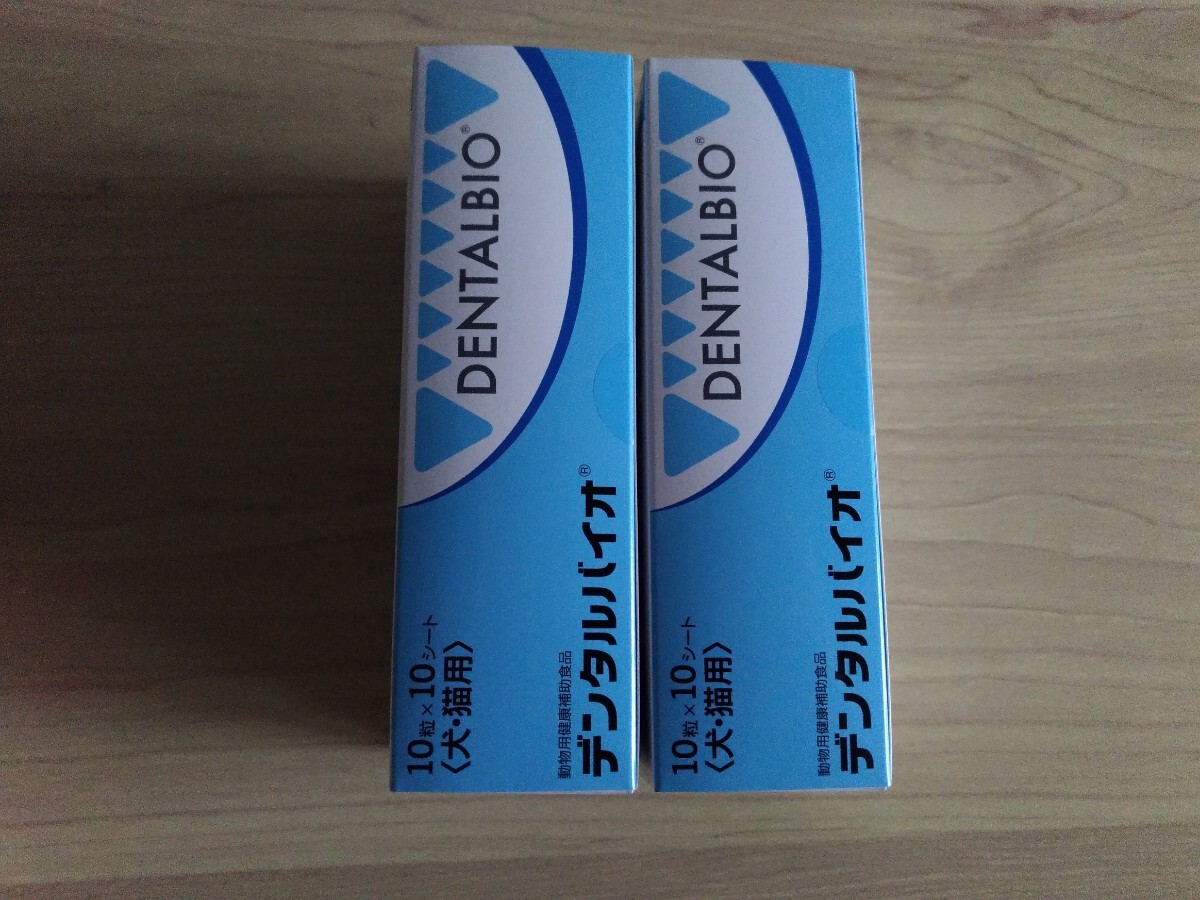 DENTALBIO®
動物用健康補助食品
デンタルバイオ®
10粒×10シート
〈犬・猫用〉
DENTALBIO®
動物用健康補助食品
デンタルバイオ®
10粒×10シート
〈犬・猫用〉